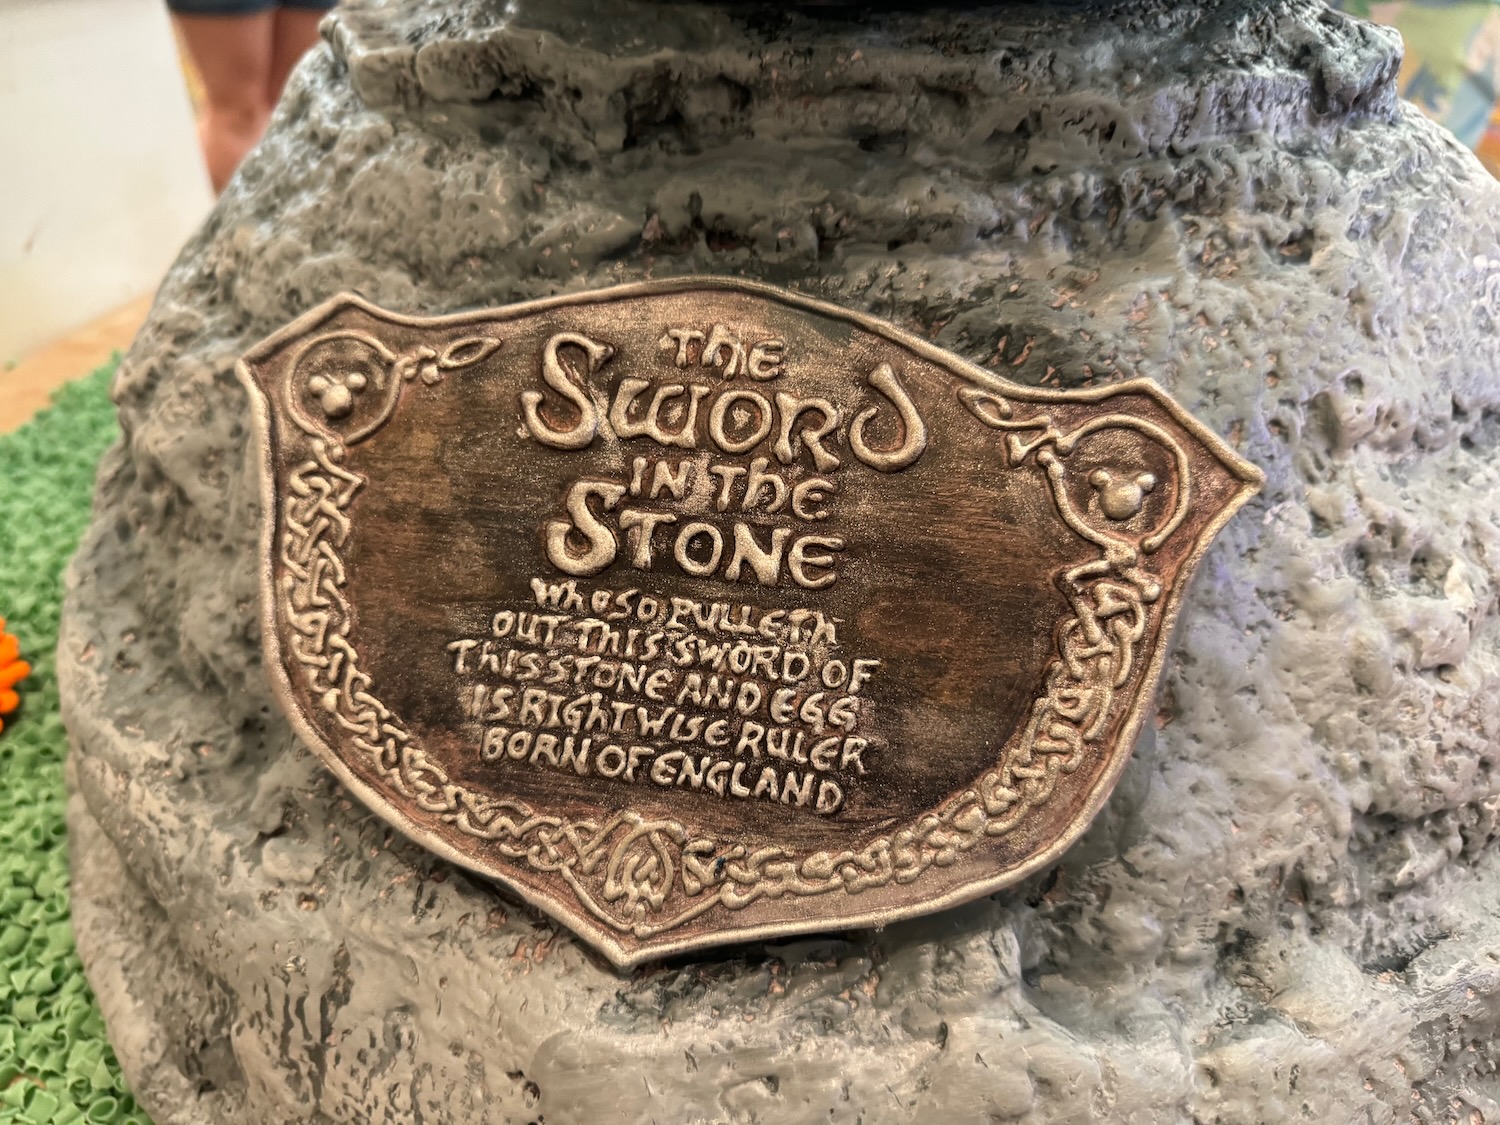 The
Sword
in the
Stone
Whoso pulleth
out this sword of
this stone and egg
is rightwise ruler
born of England